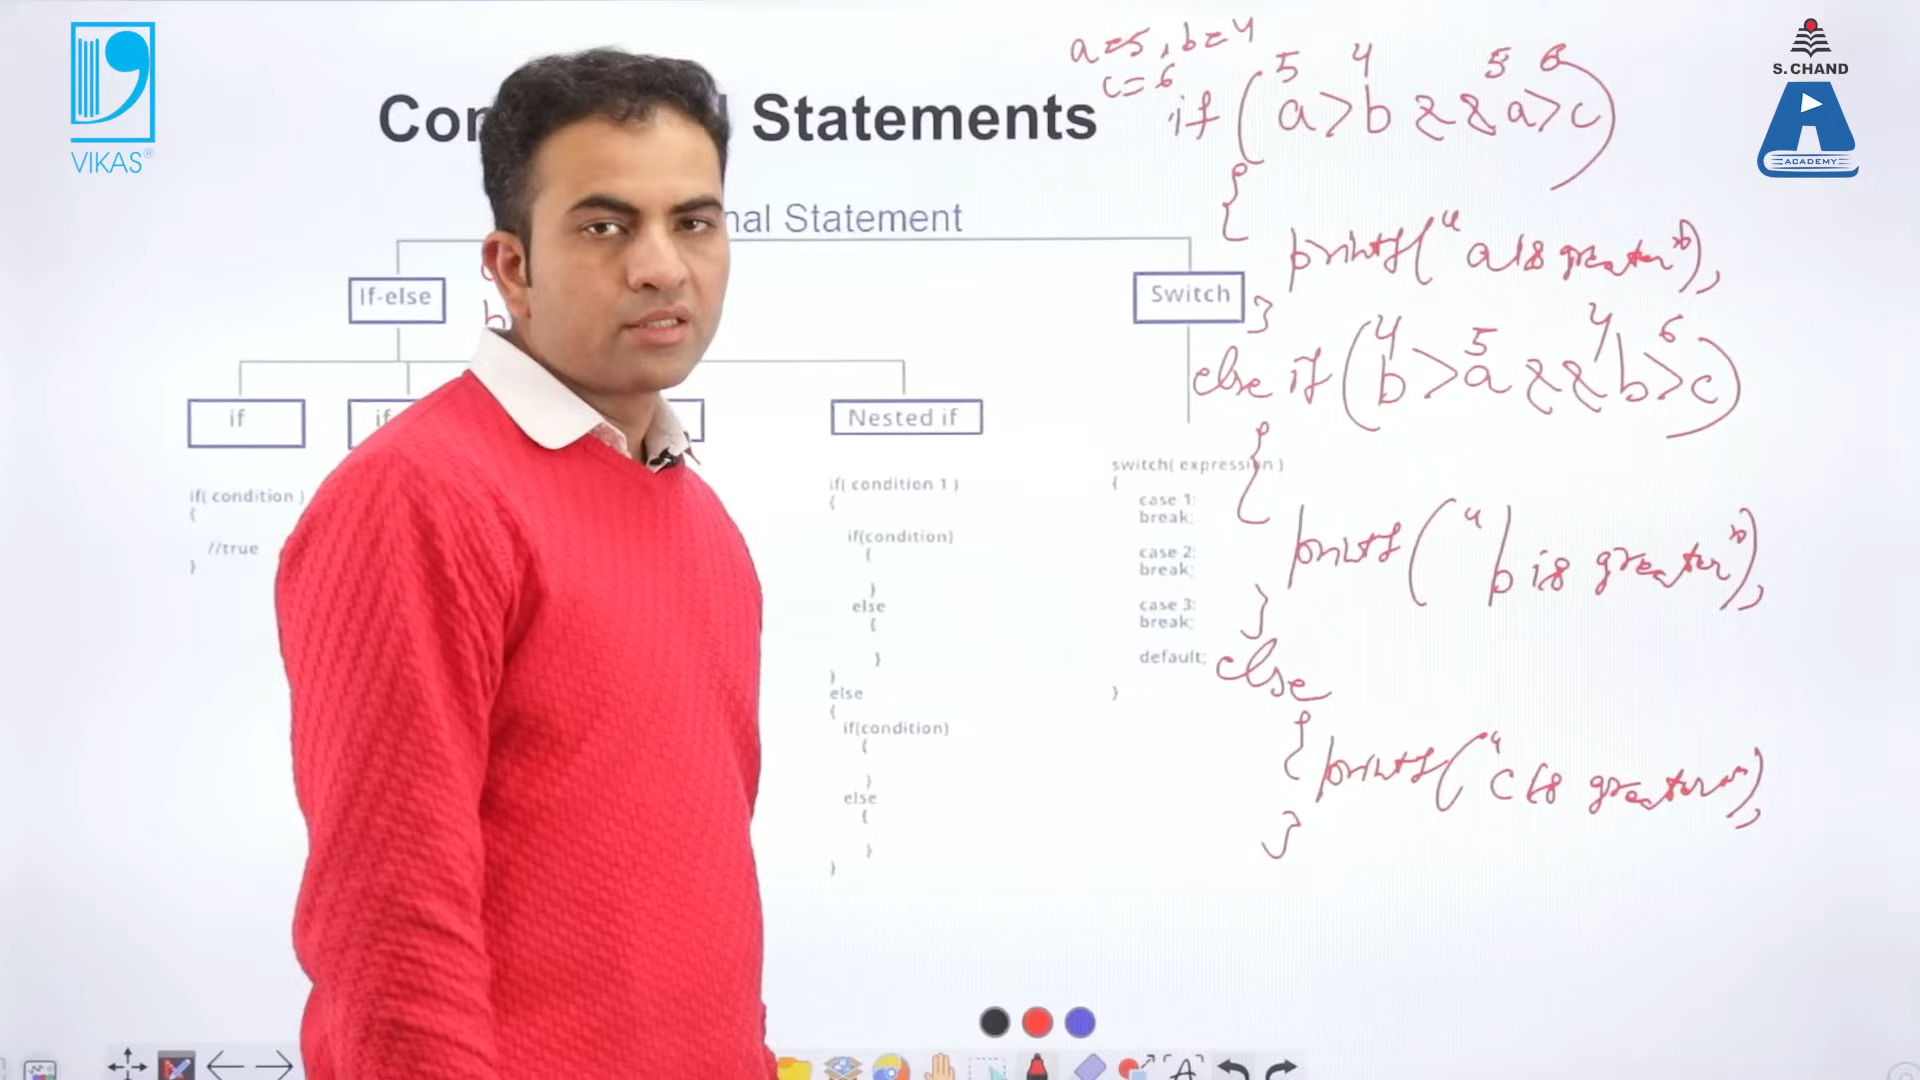 VIKAS®
S. CHAND
ACADEMY
Statements
nal Statement
If-else
Switch
if
if
Nested if
if( condition )
{
//true
}
if( condition 1 )
{
if(condition)
{
}
else
{
}
}
else
{
if(condition)
{
}
else
{
}
}
switch( expression )
{
case 1:
break;
case 2:
break;
case 3:
break;
default;
}
b
a=5, b=4
c=6
5 4 5 6
if (a>b && a>c)
{
printf("a is greater");
}
4 5 4 6
else if (b>a && b>c)
{
printf("b is greater");
}
else
{ printf("c is greater");
}